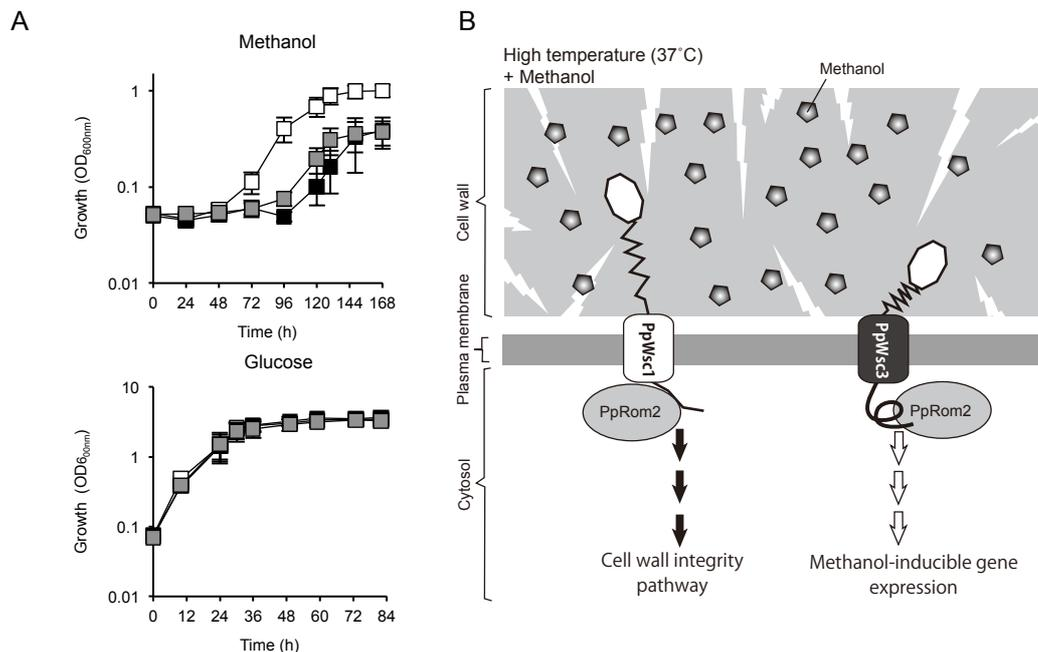 A
Methanol
Growth (OD600nm)
1
0.1
0.01
0 24 48 72 96 120 144 168
Time (h)
Glucose
Growth (OD600nm)
10
1
0.1
0.01
0 12 24 36 48 60 72 84
Time (h)
B
High temperature (37˚C)
+ Methanol
Methanol
Cell wall
Plasma membrane
Cytosol
PpWsc1
PpWsc3
PpRom2
PpRom2
Cell wall integrity
pathway
Methanol-inducible gene
expression